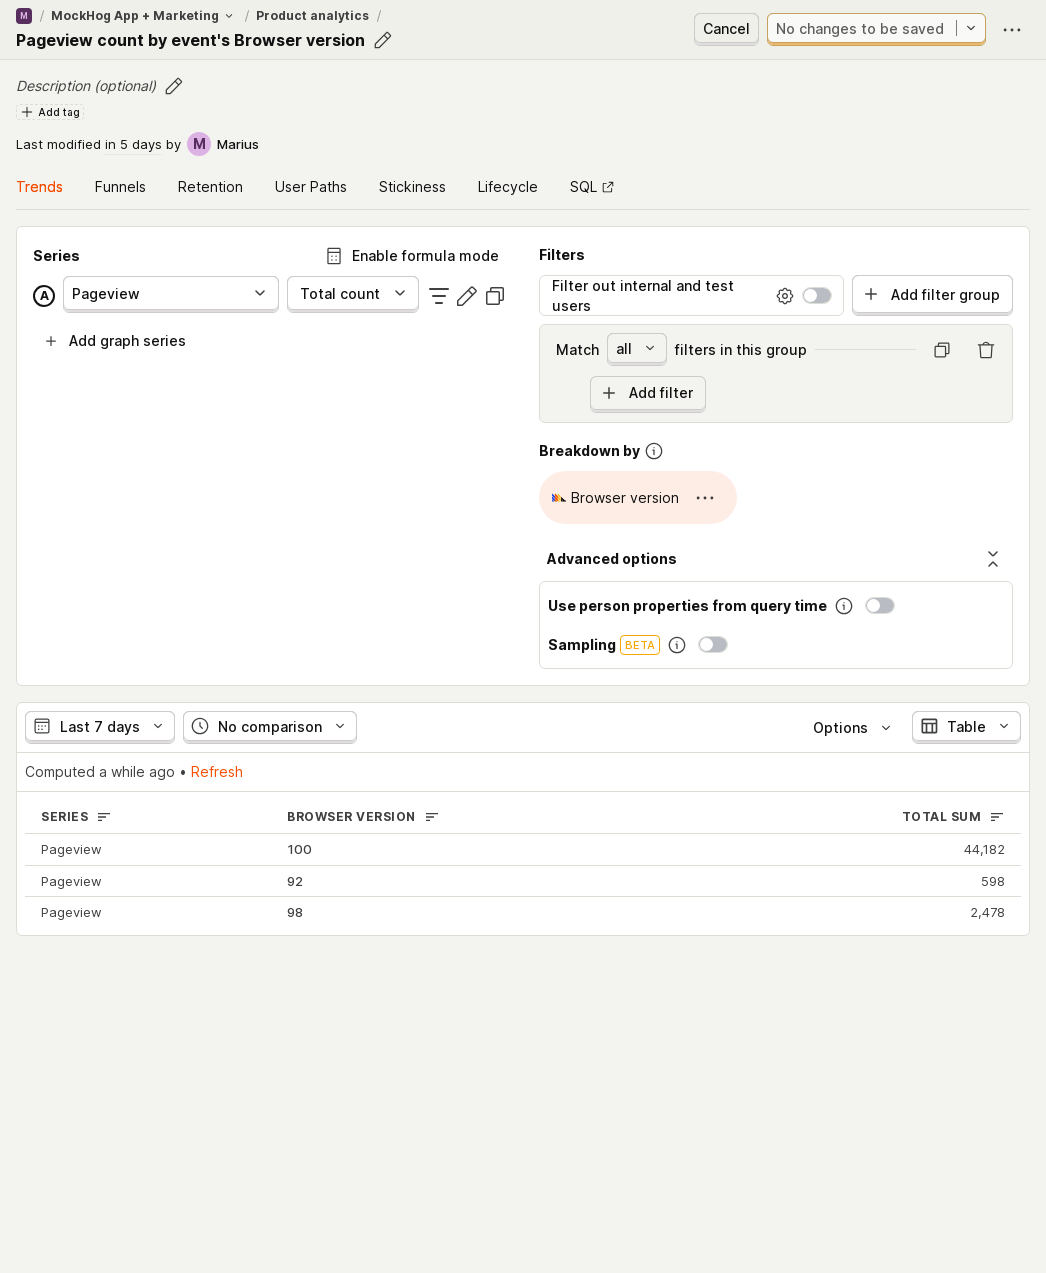 M / MockHog App + Marketing / Product analytics /
Pageview count by event's Browser version
Cancel
No changes to be saved
Description (optional)
Add tag
Last modified in 5 days by M Marius
Trends
Funnels
Retention
User Paths
Stickiness
Lifecycle
SQL
Series
Enable formula mode
A
Pageview
Total count
Add graph series
Filters
Filter out internal and test
users
Add filter group
Match all filters in this group
Add filter
Breakdown by
Browser version
Advanced options
Use person properties from query time
Sampling BETA
Last 7 days
No comparison
Options
Table
Computed a while ago • Refresh
SERIES BROWSER VERSION TOTAL SUM
Pageview 100 44,182
Pageview 92 598
Pageview 98 2,478